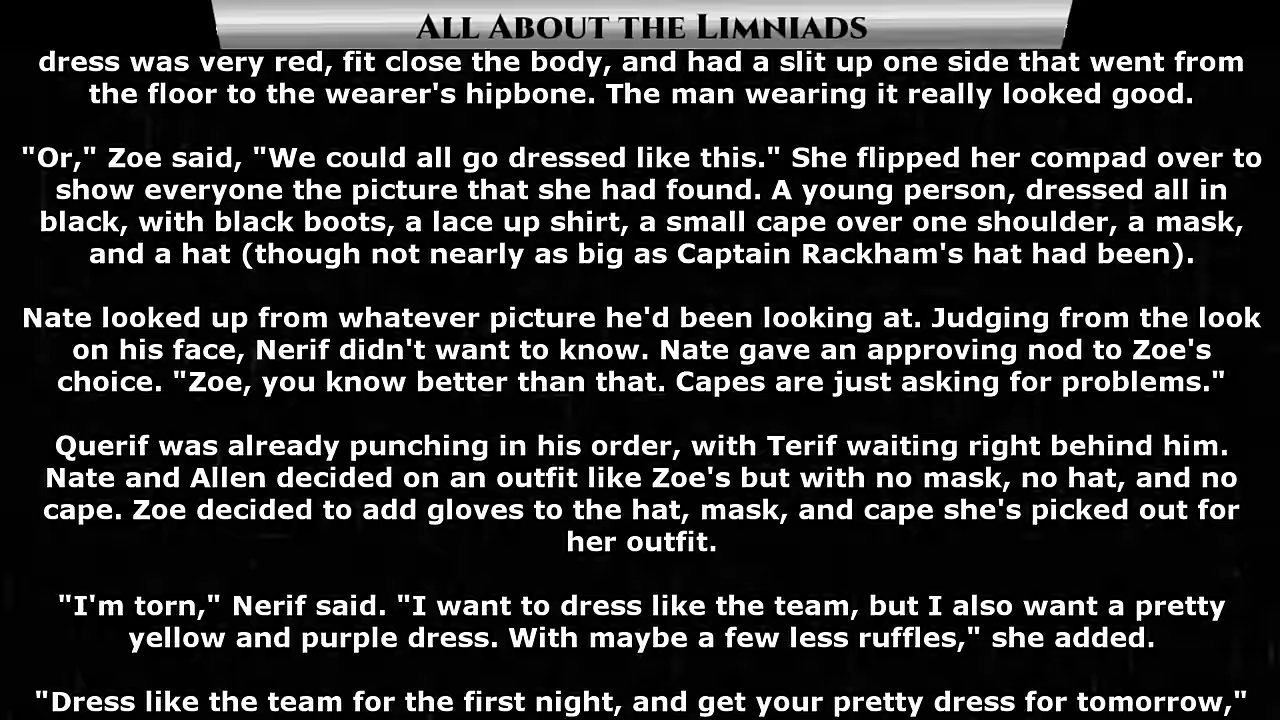 All About the Limniads
dress was very red, fit close the body, and had a slit up one side that went from
the floor to the wearer's hipbone. The man wearing it really looked good.
"Or," Zoe said, "We could all go dressed like this." She flipped her compad over to
show everyone the picture that she had found. A young person, dressed all in
black, with black boots, a lace up shirt, a small cape over one shoulder, a mask,
and a hat (though not nearly as big as Captain Rackham's hat had been).
Nate looked up from whatever picture he'd been looking at. Judging from the look
on his face, Nerif didn't want to know. Nate gave an approving nod to Zoe's
choice. "Zoe, you know better than that. Capes are just asking for problems."
Querif was already punching in his order, with Terif waiting right behind him.
Nate and Allen decided on an outfit like Zoe's but with no mask, no hat, and no
cape. Zoe decided to add gloves to the hat, mask, and cape she's picked out for
her outfit.
"I'm torn," Nerif said. "I want to dress like the team, but I also want a pretty
yellow and purple dress. With maybe a few less ruffles," she added.
"Dress like the team for the first night, and get your pretty dress for tomorrow,"